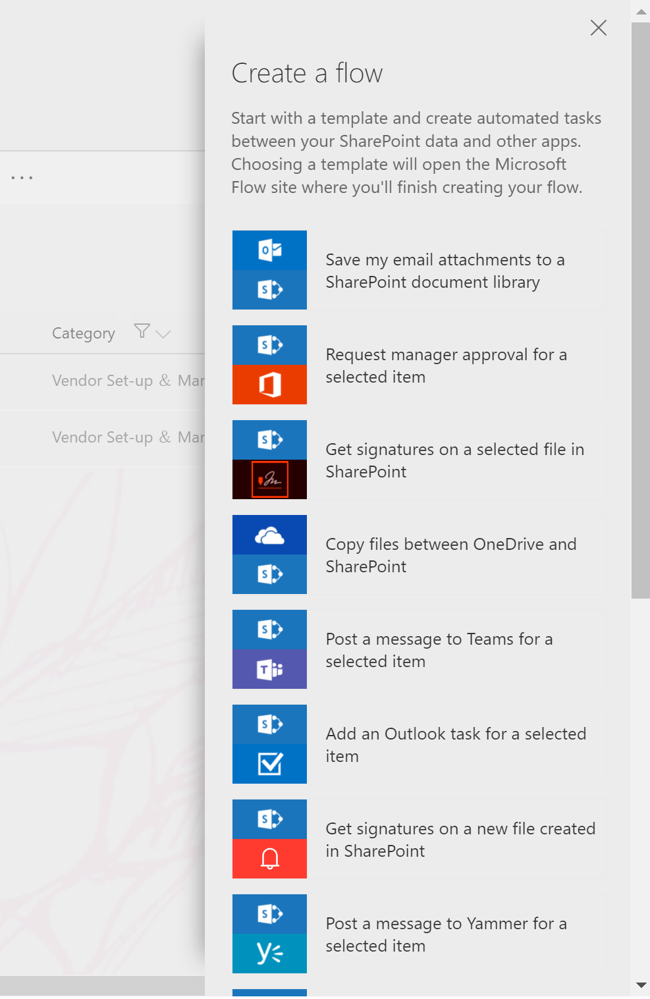 Create a flow
Start with a template and create automated tasks
between your SharePoint data and other apps.
Choosing a template will open the Microsoft
Flow site where you'll finish creating your flow.
...
Category
Vendor Set-up & Mar
Vendor Set-up & Mar
Save my email attachments to a
SharePoint document library
Request manager approval for a
selected item
Get signatures on a selected file in
SharePoint
Copy files between OneDrive and
SharePoint
Post a message to Teams for a
selected item
Add an Outlook task for a selected
item
Get signatures on a new file created
in SharePoint
Post a message to Yammer for a
selected item